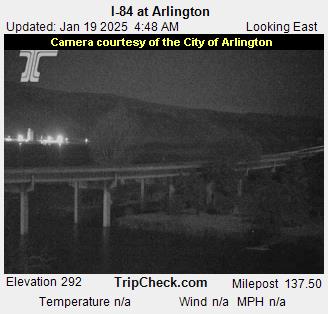 I-84 at Arlington
Updated: Jan 19 2025 4:48 AM Looking East
Camera courtesy of the City of Arlington
Elevation 292 TripCheck.com Milepost 137.50
Temperature n/a Wind n/a MPH n/a